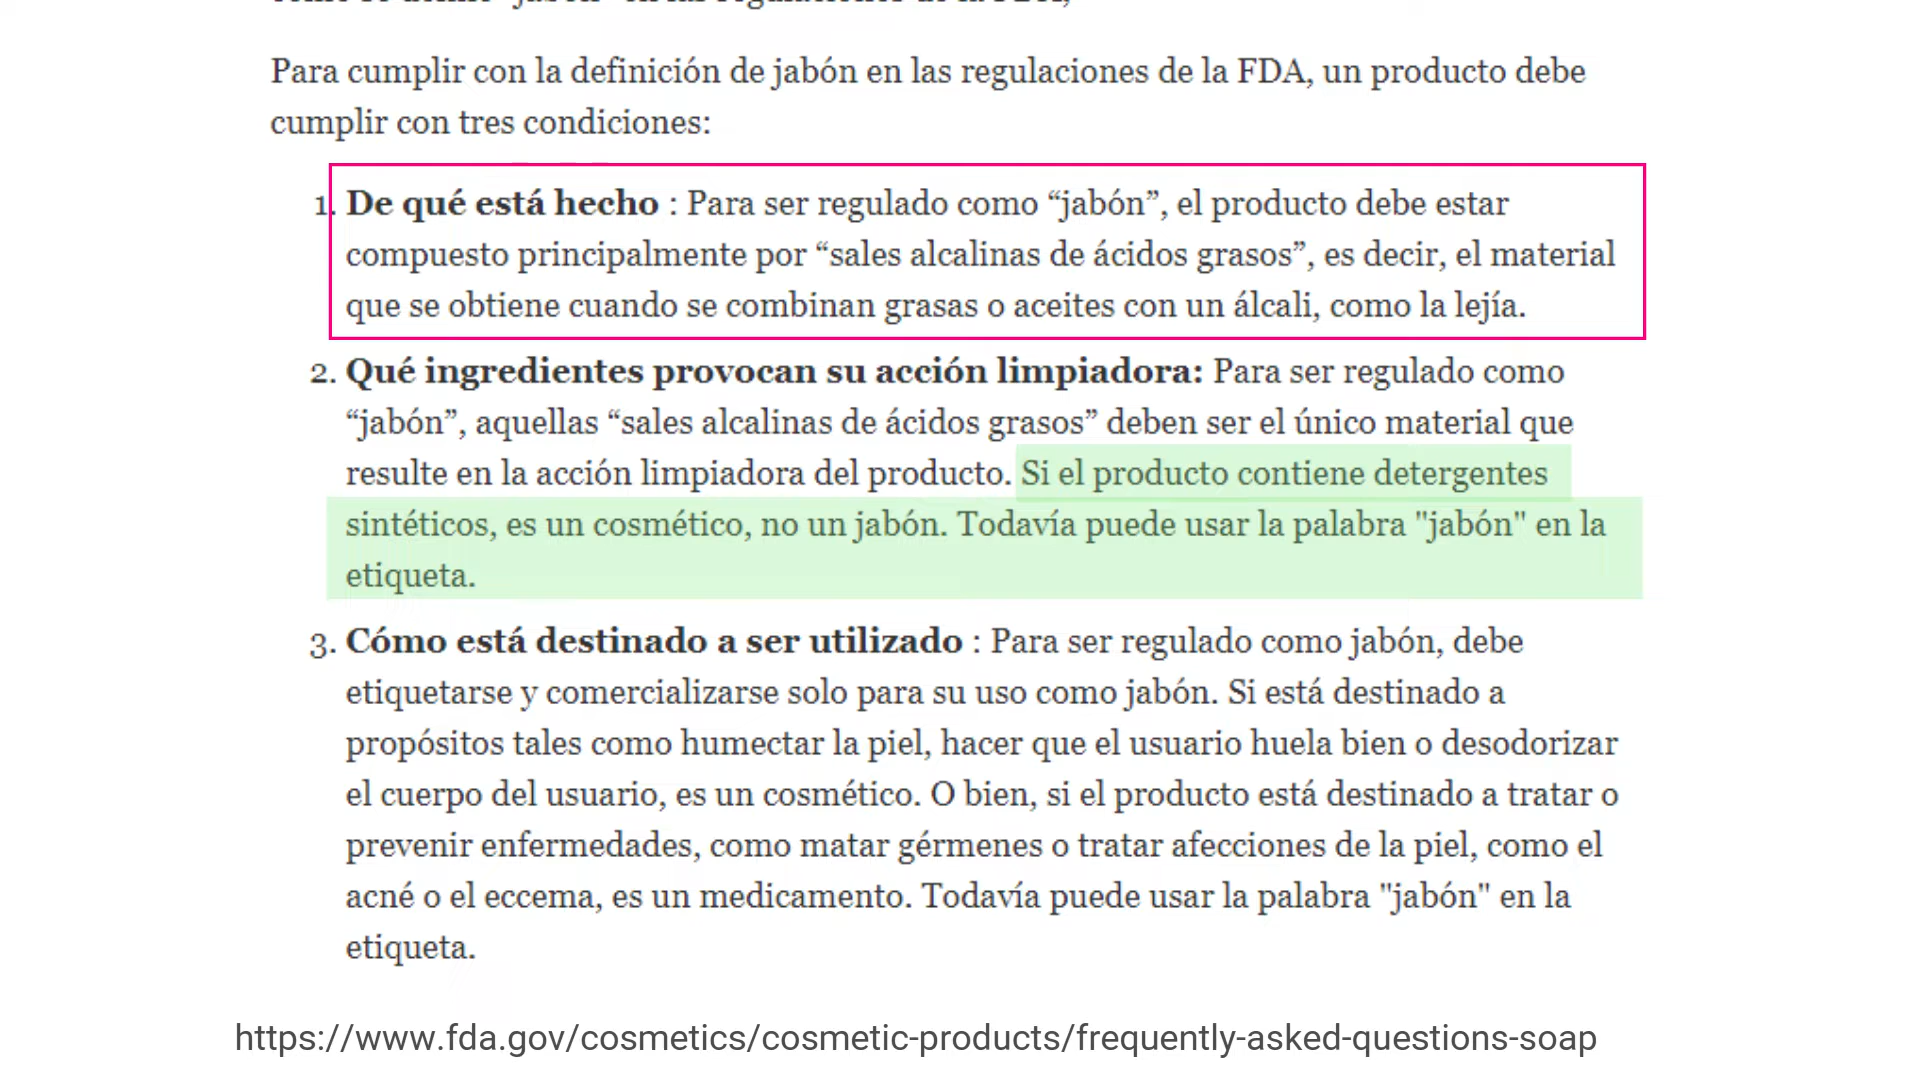 Para cumplir con la definición de jabón en las regulaciones de la FDA, un producto debe
cumplir con tres condiciones:
1. De qué está hecho : Para ser regulado como “jabón”, el producto debe estar
compuesto principalmente por “sales alcalinas de ácidos grasos”, es decir, el material
que se obtiene cuando se combinan grasas o aceites con un álcali, como la lejía.
2. Qué ingredientes provocan su acción limpiadora: Para ser regulado como
“jabón”, aquellas “sales alcalinas de ácidos grasos” deben ser el único material que
resulte en la acción limpiadora del producto. Si el producto contiene detergentes
sintéticos, es un cosmético, no un jabón. Todavía puede usar la palabra "jabón" en la
etiqueta.
3. Cómo está destinado a ser utilizado : Para ser regulado como jabón, debe
etiquetarse y comercializarse solo para su uso como jabón. Si está destinado a
propósitos tales como humectar la piel, hacer que el usuario huela bien o desodorizar
el cuerpo del usuario, es un cosmético. O bien, si el producto está destinado a tratar o
prevenir enfermedades, como matar gérmenes o tratar afecciones de la piel, como el
acné o el eccema, es un medicamento. Todavía puede usar la palabra "jabón" en la
etiqueta.
https://www.fda.gov/cosmetics/cosmetic-products/frequently-asked-questions-soap